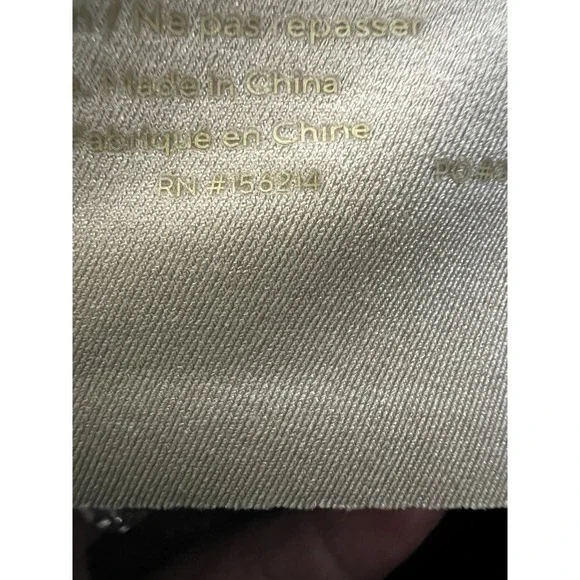 / Ne pas repasser
Made in China
Fabriqué en Chine
RN #156214
PO#